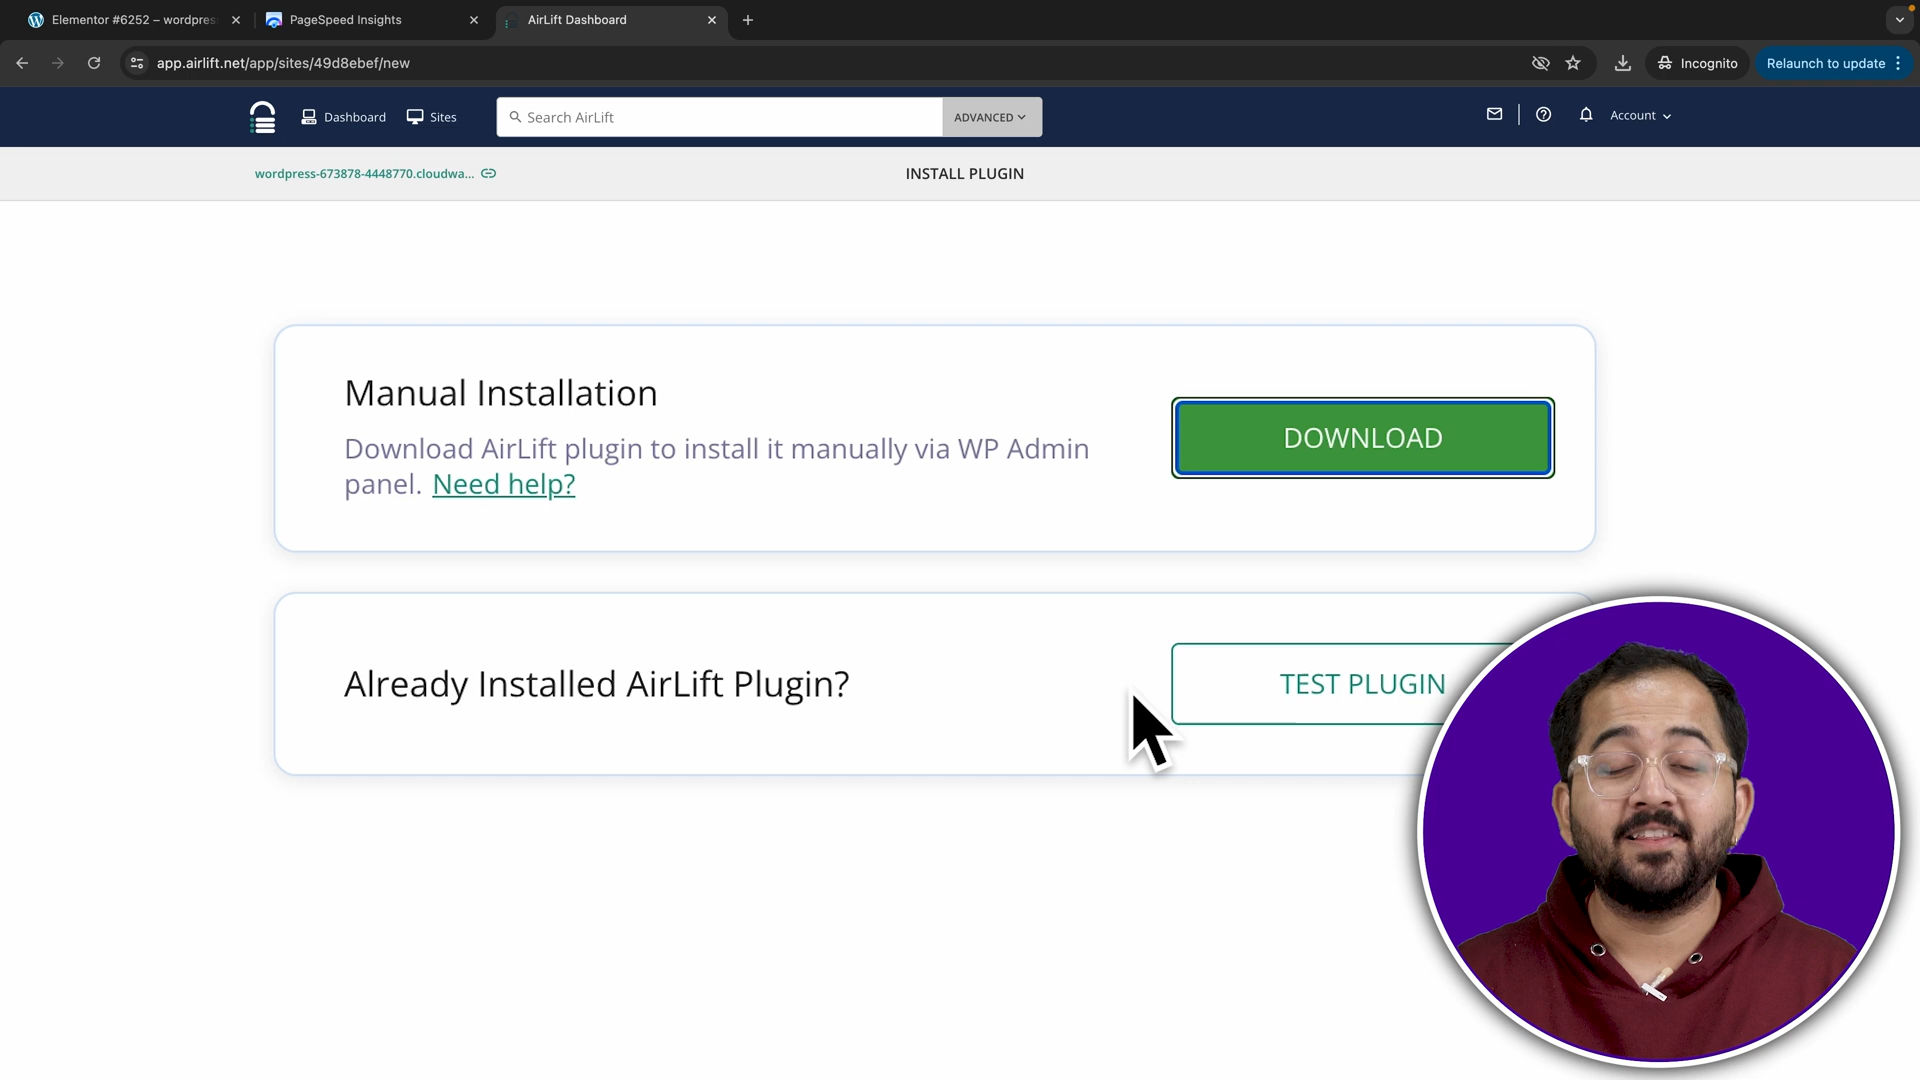 Elementor #6252 – wordpres
PageSpeed Insights
AirLift Dashboard
app.airlift.net/app/sites/49d8ebef/new
Incognito
Relaunch to update
Dashboard
Sites
Search AirLift
ADVANCED
Account
wordpress-673878-4448770.cloudwa...
INSTALL PLUGIN
Manual Installation
Download AirLift plugin to install it manually via WP Admin
panel. Need help?
DOWNLOAD
Already Installed AirLift Plugin?
TEST PLUGIN